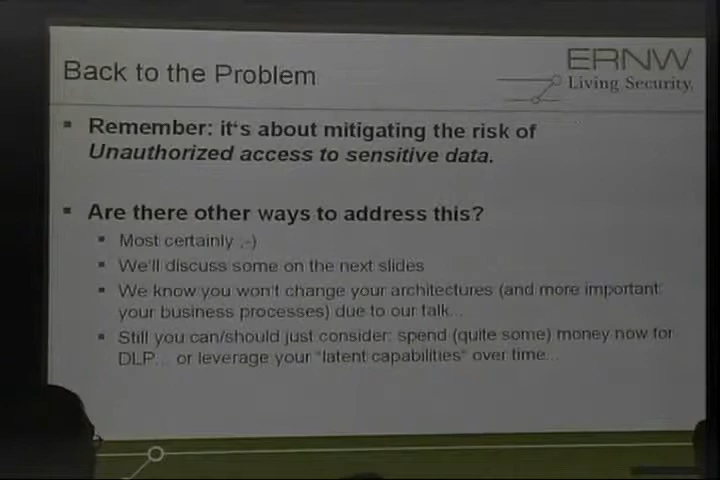 ERNW
Living Security.
Back to the Problem
Remember: it's about mitigating the risk of
Unauthorized access to sensitive data.
Are there other ways to address this?
Most certainly ;-)
We'll discuss some on the next slides
We know you won't change your architectures (and more important:
your business processes) due to our talk...
Still you can/should just consider: spend (quite some) money now for
DLP... or leverage your "latent capabilities" over time...